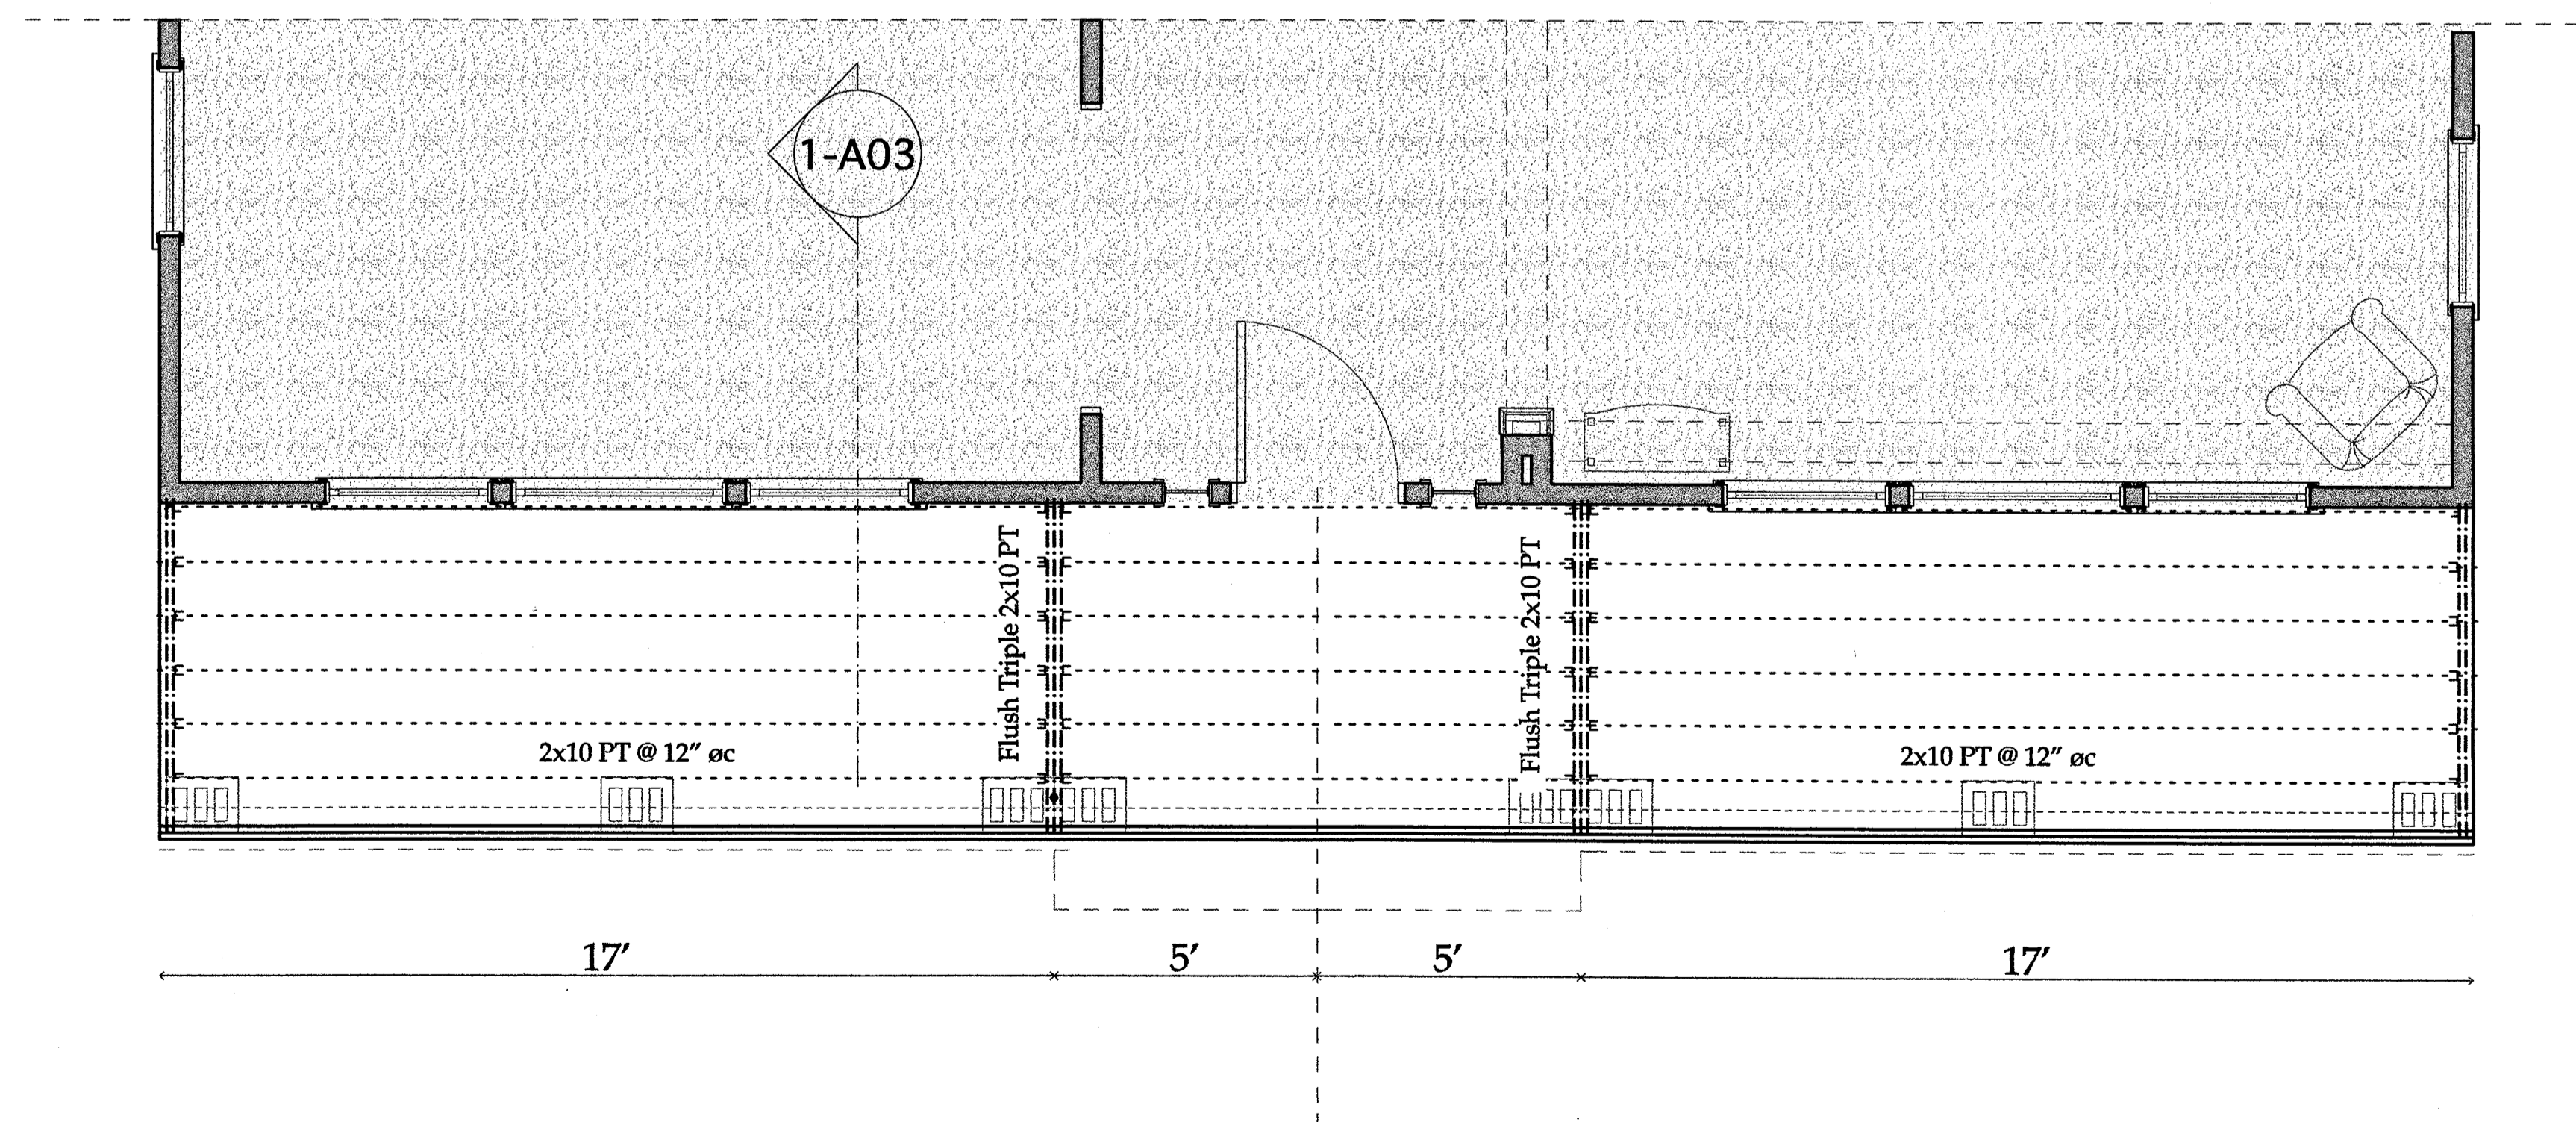 1-A03
Flush Triple 2x10 PT
Flush Triple 2x10 PT
2x10 PT @ 12" øc
2x10 PT @ 12" øc
17'
5'
5'
17'